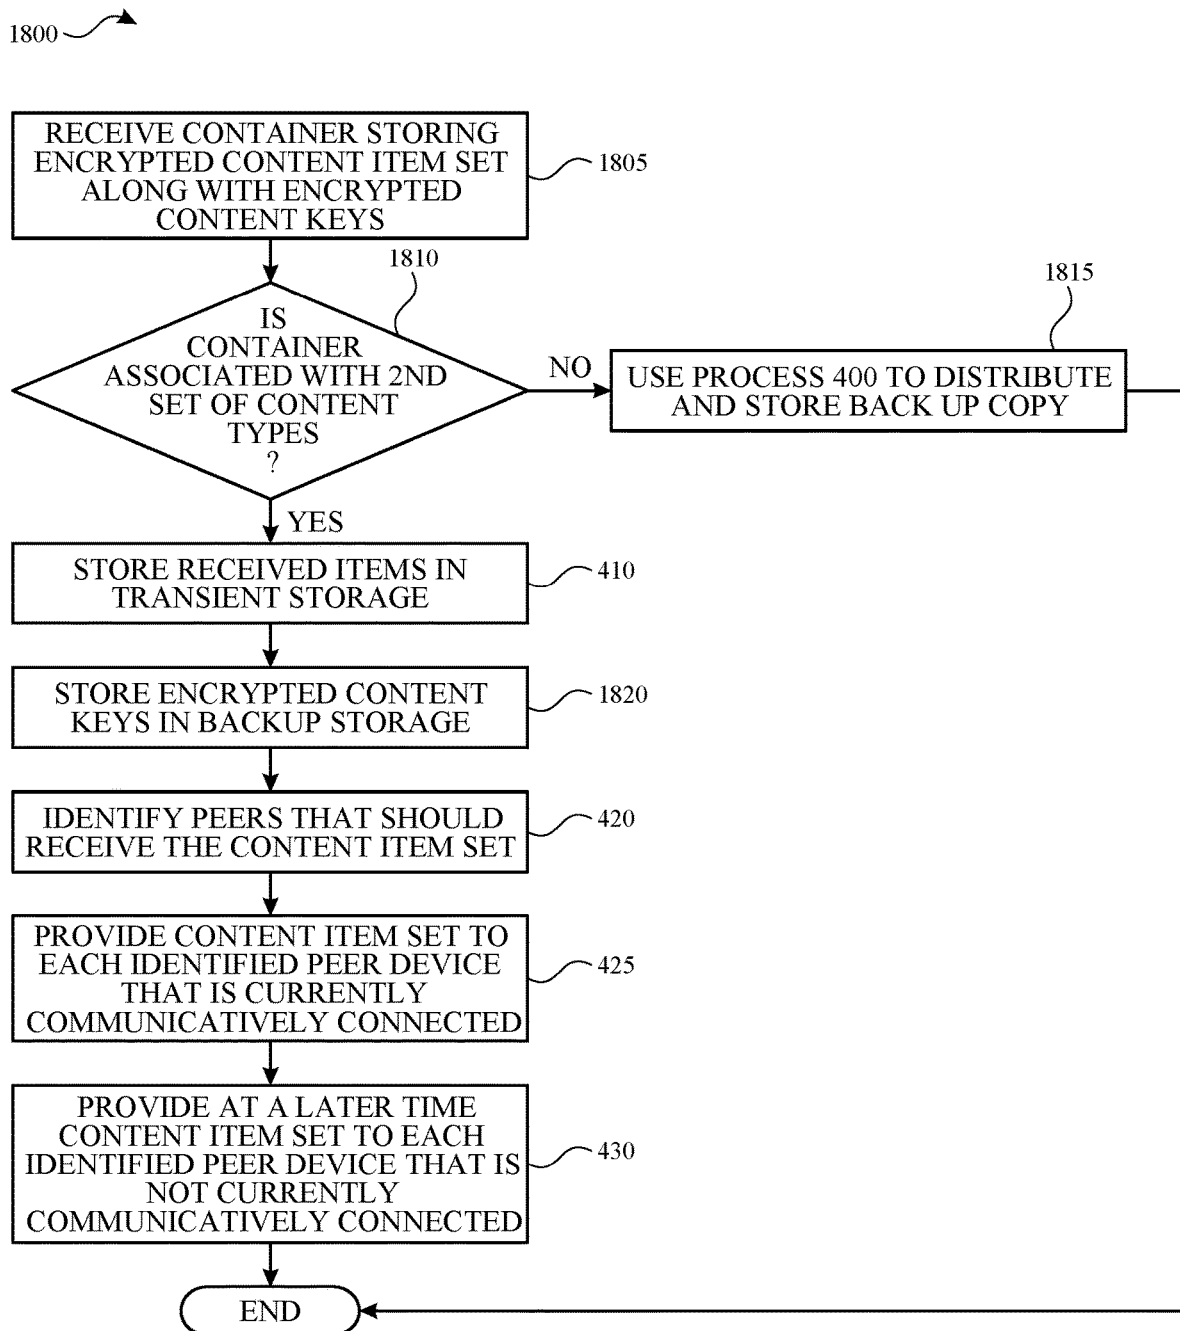 1800
RECEIVE CONTAINER STORING
ENCRYPTED CONTENT ITEM SET
ALONG WITH ENCRYPTED
CONTENT KEYS
1805
1810
IS
CONTAINER
ASSOCIATED WITH 2ND
SET OF CONTENT
TYPES
?
NO
1815
USE PROCESS 400 TO DISTRIBUTE
AND STORE BACK UP COPY
YES
STORE RECEIVED ITEMS IN
TRANSIENT STORAGE
410
STORE ENCRYPTED CONTENT
KEYS IN BACKUP STORAGE
1820
IDENTIFY PEERS THAT SHOULD
RECEIVE THE CONTENT ITEM SET
420
PROVIDE CONTENT ITEM SET TO
EACH IDENTIFIED PEER DEVICE
THAT IS CURRENTLY
COMMUNICATIVELY CONNECTED
425
PROVIDE AT A LATER TIME
CONTENT ITEM SET TO EACH
IDENTIFIED PEER DEVICE THAT IS
NOT CURRENTLY
COMMUNICATIVELY CONNECTED
430
END